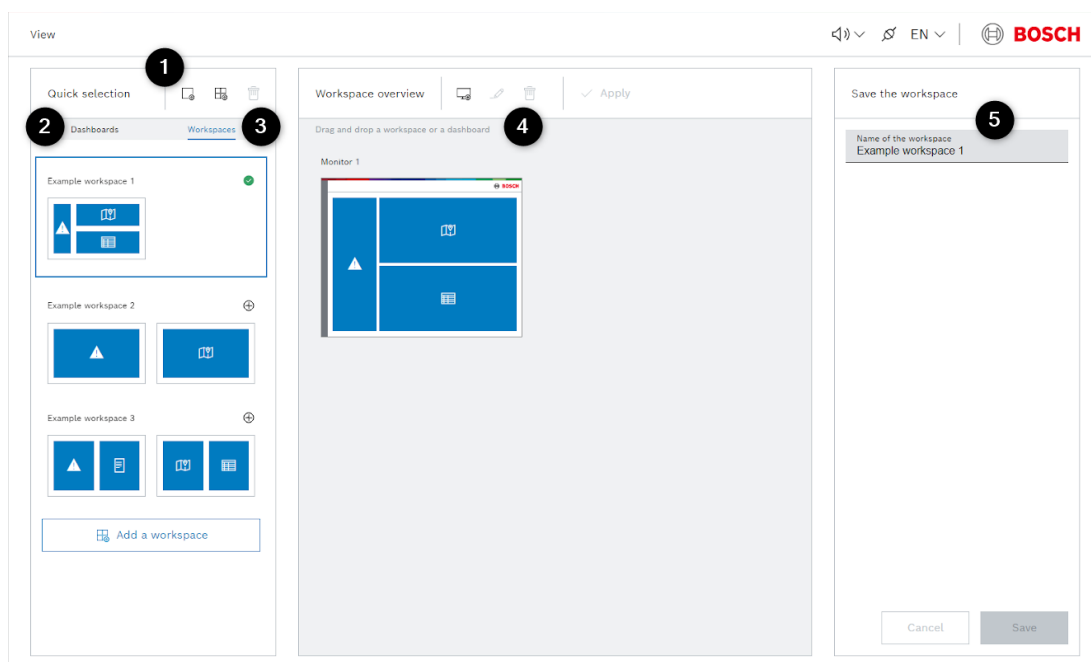 View
EN
BOSCH
1
Quick selection
Workspace overview
Apply
Save the workspace
2
Dashboards
Workspaces
3
Drag and drop a workspace or a dashboard
4
5
Name of the workspace
Example workspace 1
Example workspace 1
Monitor 1
BOSCH
Example workspace 2
Example workspace 3
Add a workspace
Cancel
Save